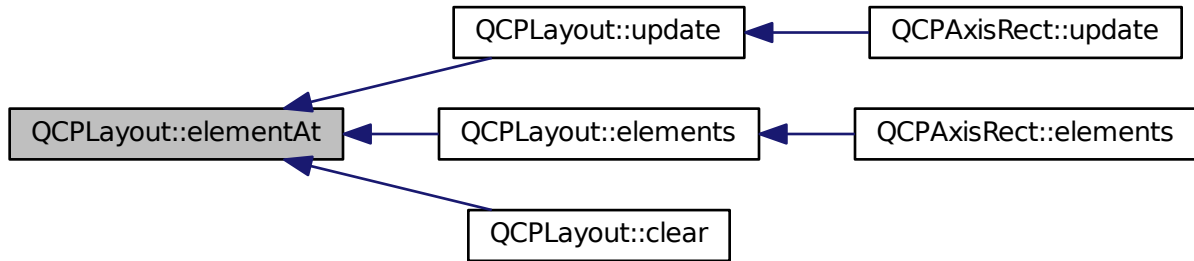 QCPLayout::update
QCPAxisRect::update
QCPLayout::elementAt
QCPLayout::elements
QCPAxisRect::elements
QCPLayout::clear